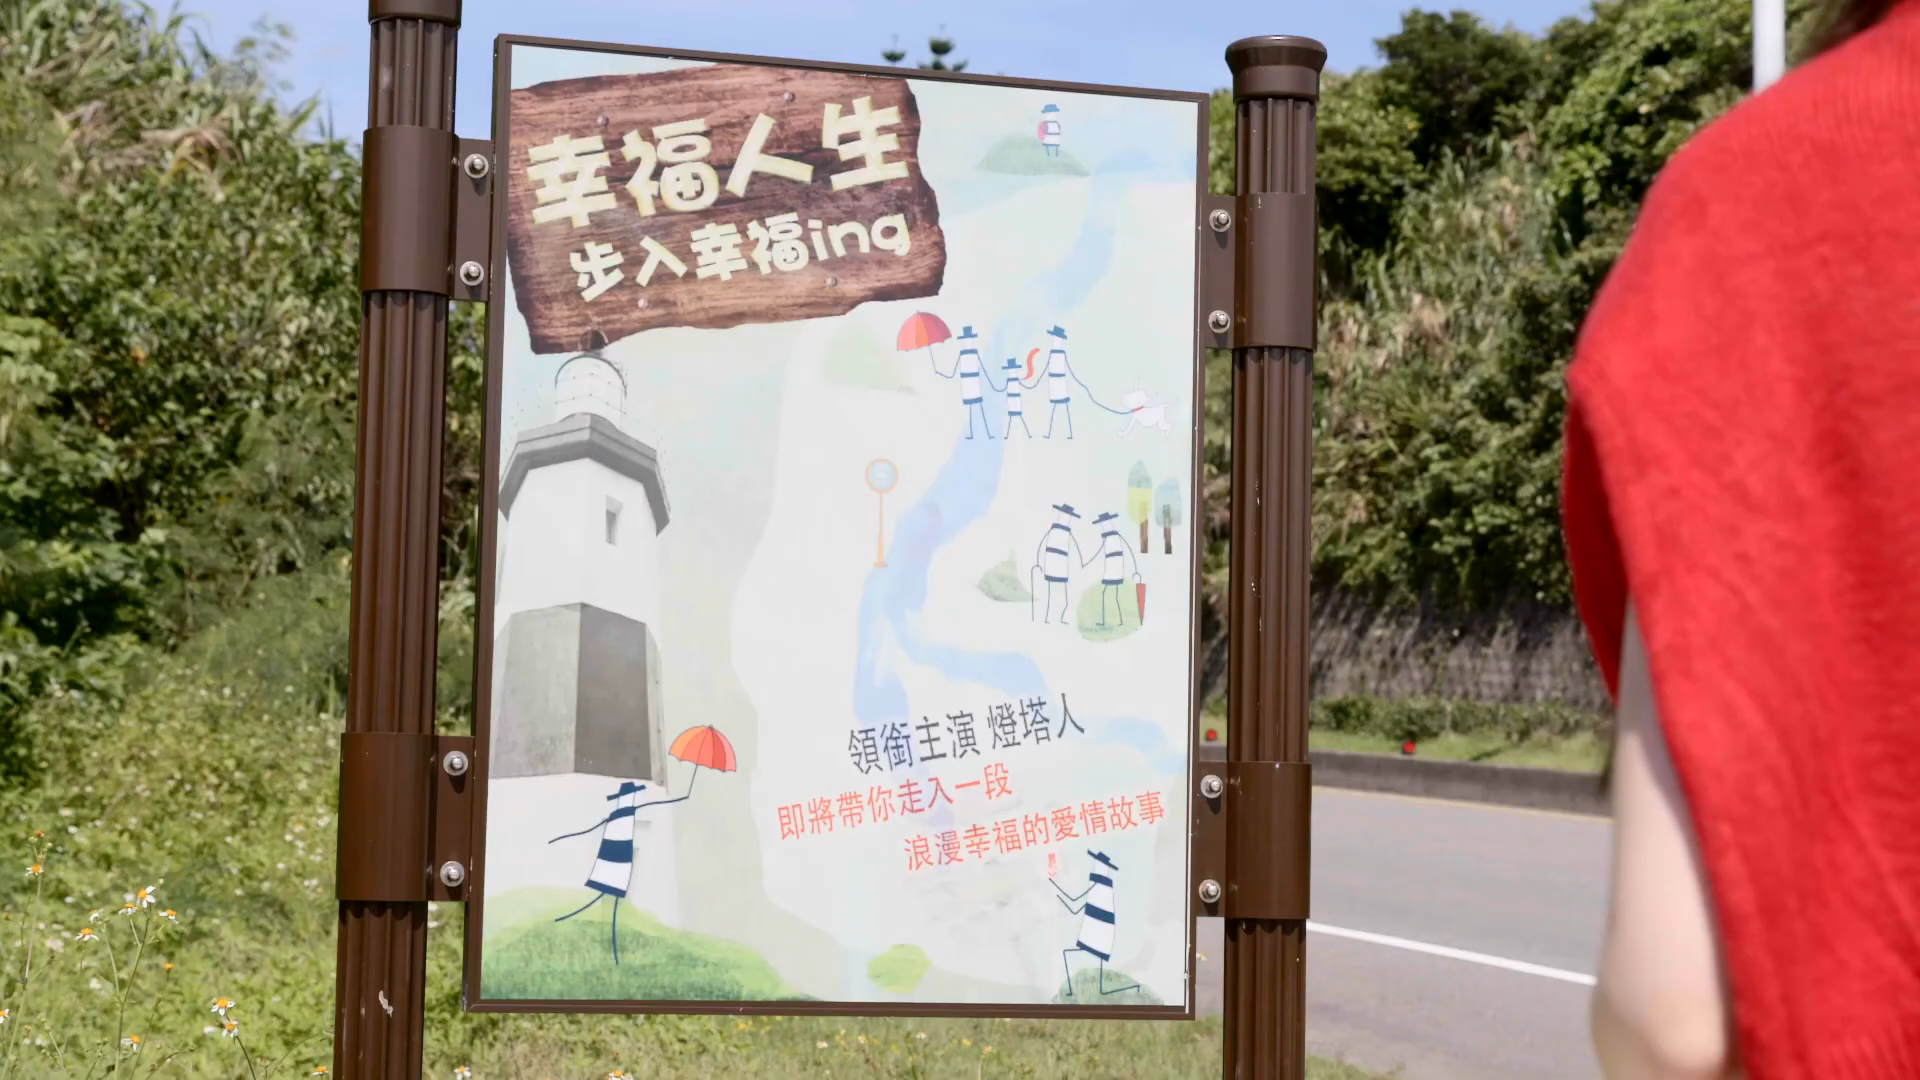 幸福人生
步入幸福ing
領銜主演 燈塔人
即將帶你走入一段
浪漫幸福的愛情故事